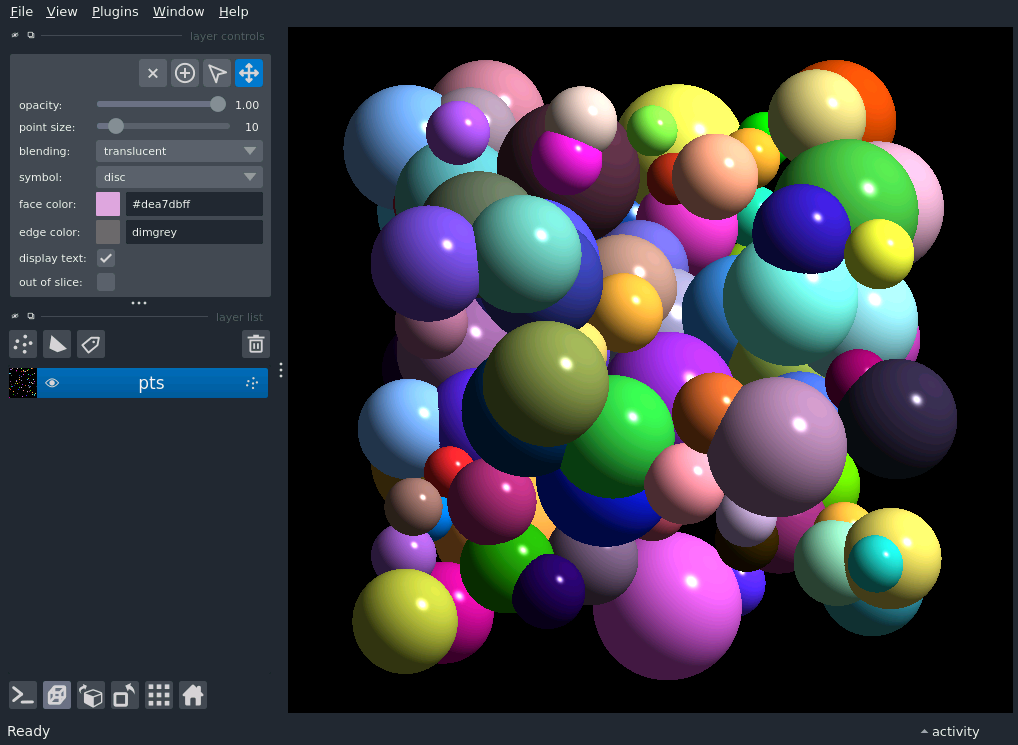 File View Plugins Window Help
layer controls
opacity: 1.00
point size: 10
blending: translucent
symbol: disc
face color: #dea7dbff
edge color: dimgrey
display text:
out of slice:
layer list
pts
Ready
activity